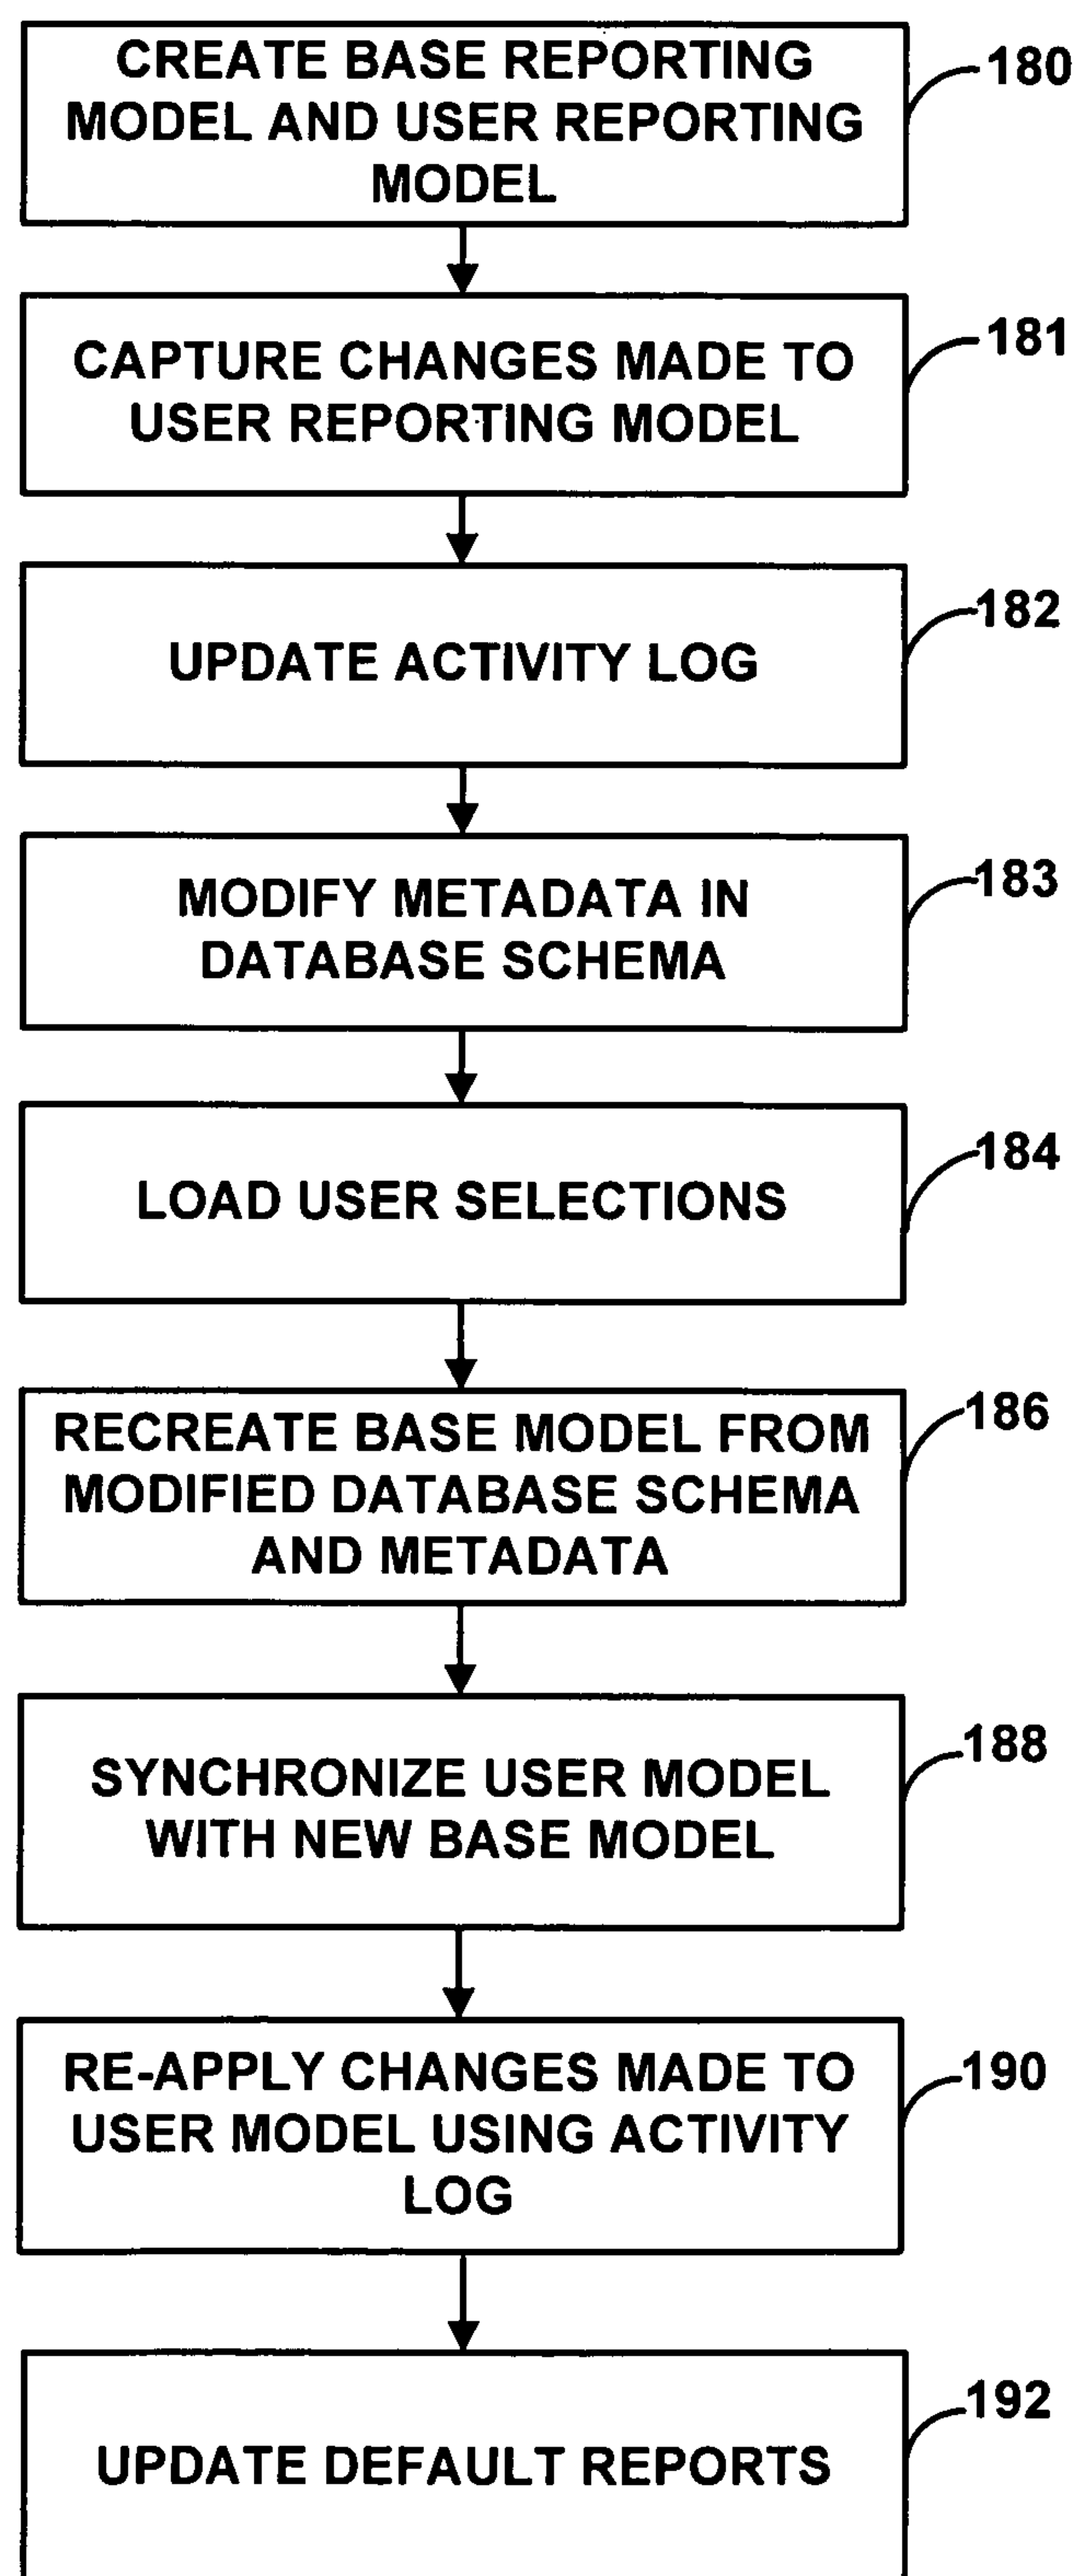 CREATE BASE REPORTING
MODEL AND USER REPORTING
MODEL
180
CAPTURE CHANGES MADE TO
USER REPORTING MODEL
181
UPDATE ACTIVITY LOG
182
MODIFY METADATA IN
DATABASE SCHEMA
183
LOAD USER SELECTIONS
184
RECREATE BASE MODEL FROM
MODIFIED DATABASE SCHEMA
AND METADATA
186
SYNCHRONIZE USER MODEL
WITH NEW BASE MODEL
188
RE-APPLY CHANGES MADE TO
USER MODEL USING ACTIVITY
LOG
190
UPDATE DEFAULT REPORTS
192